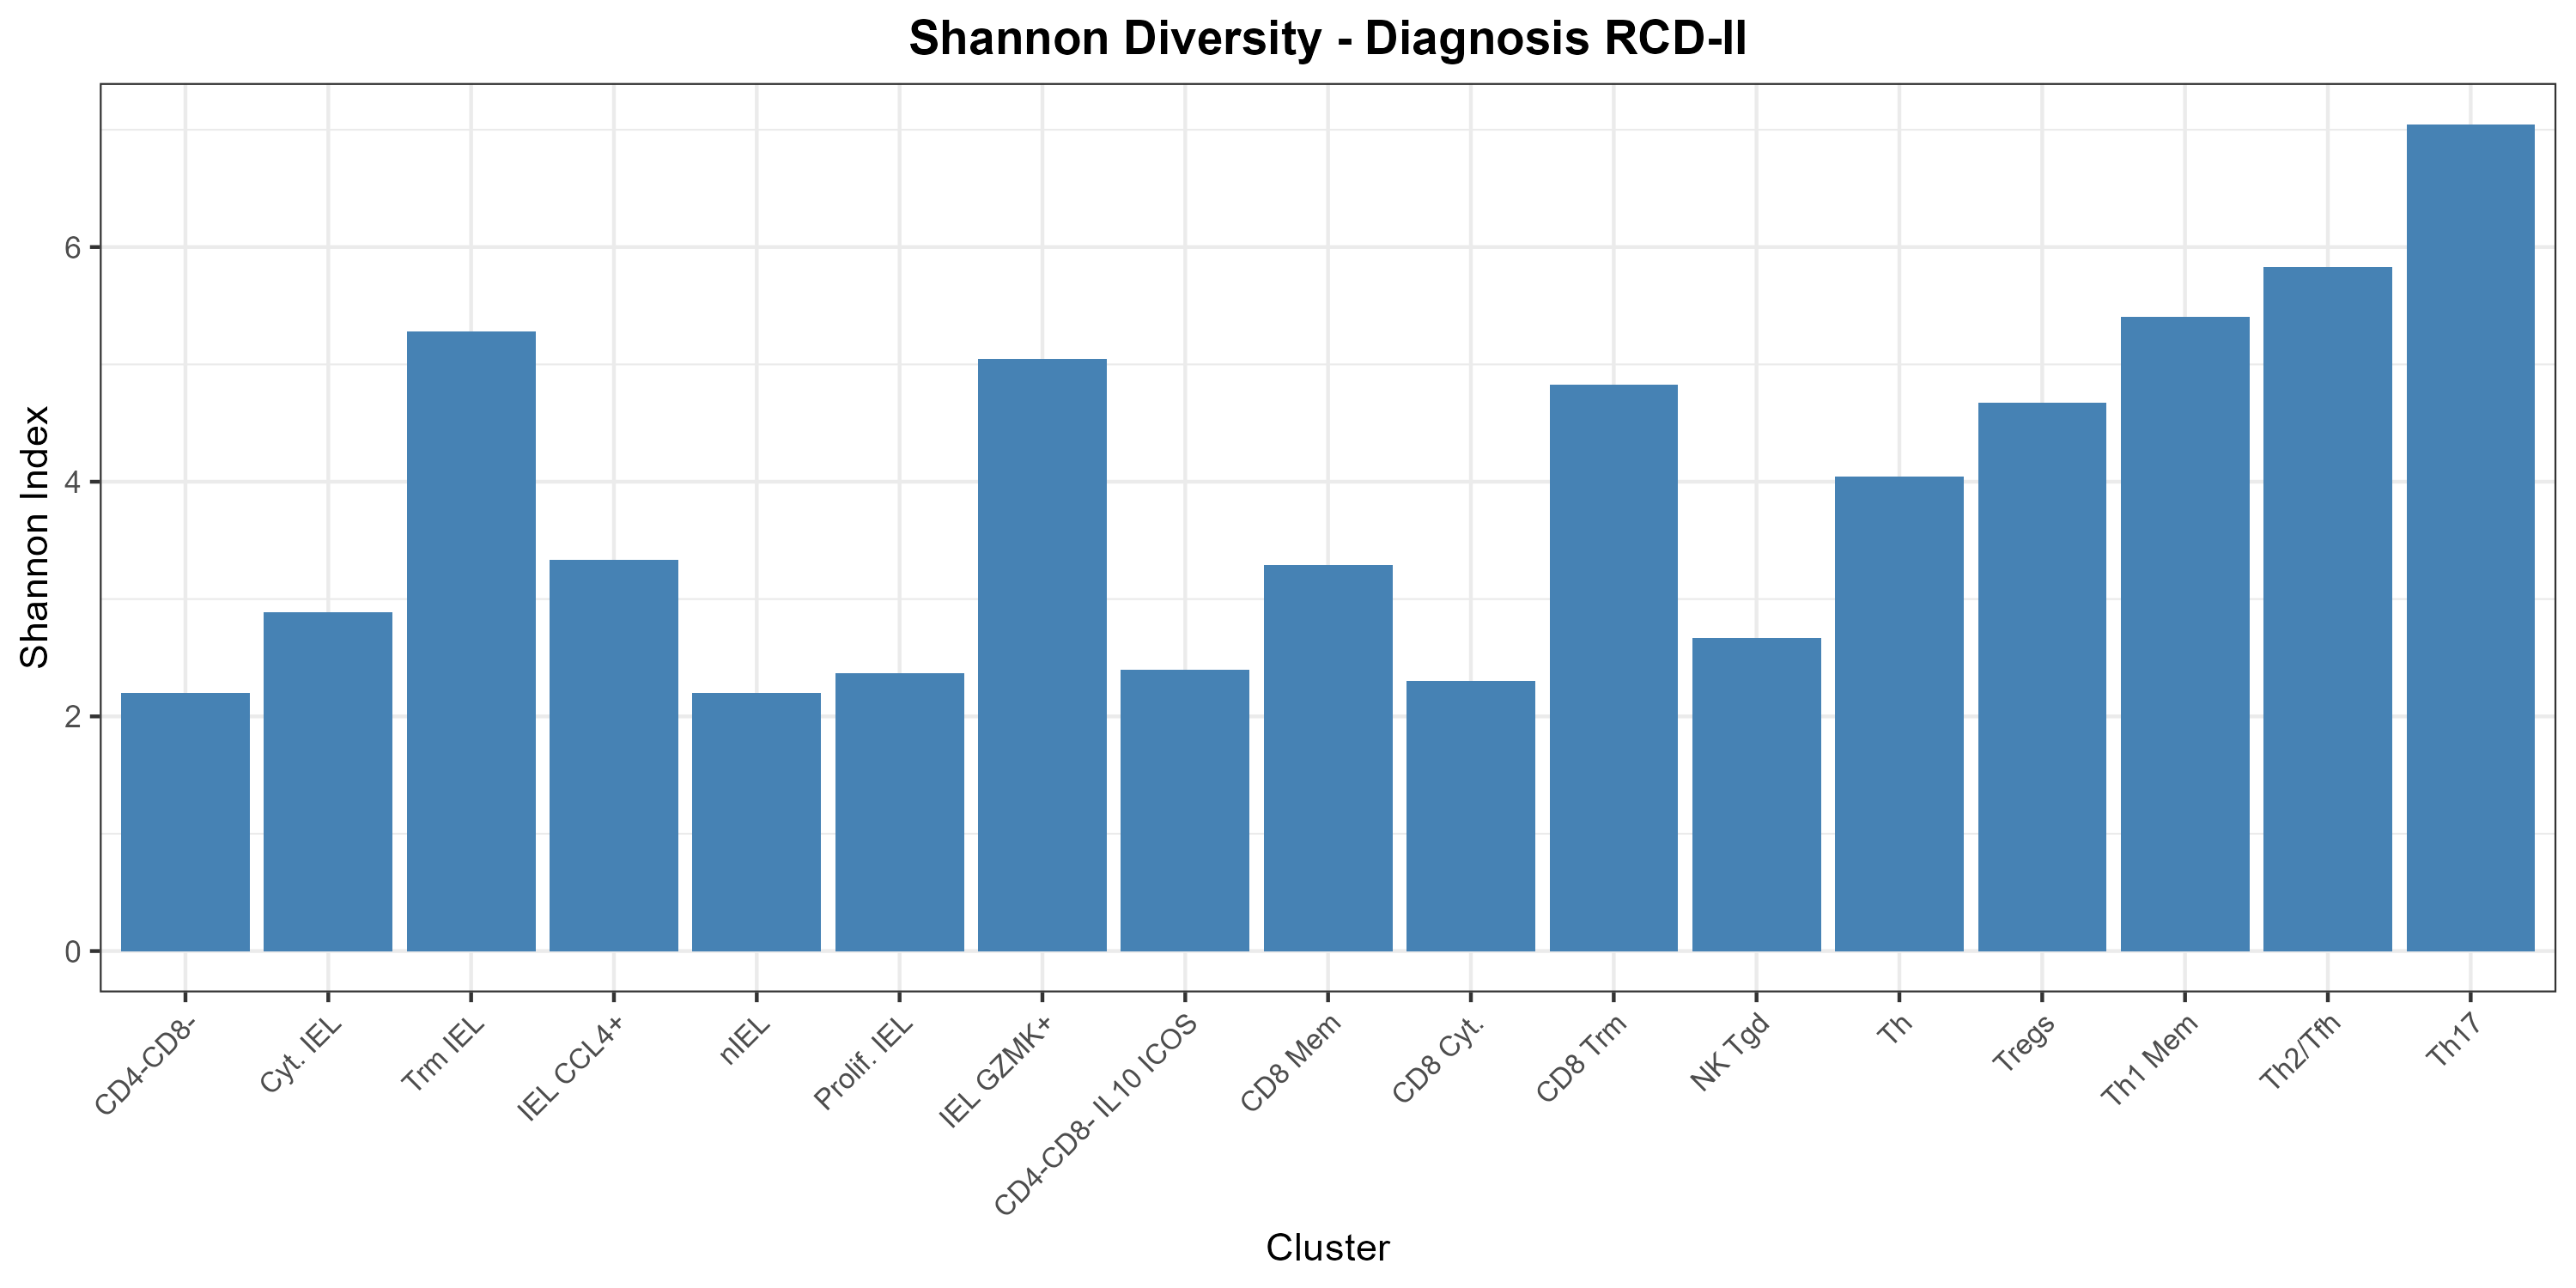 Shannon Diversity - Diagnosis RCD-II
Shannon Index
6
4
2
0
CD4-CD8-
Cyt. IEL
Trm IEL
IEL CCL4+
nIEL
Prolif. IEL
IEL GZMK+
CD4-CD8- IL10 ICOS
CD8 Mem
CD8 Cyt.
CD8 Trm
NK Tgd
Th
Tregs
Th1 Mem
Th2/Tfh
Th17
Cluster